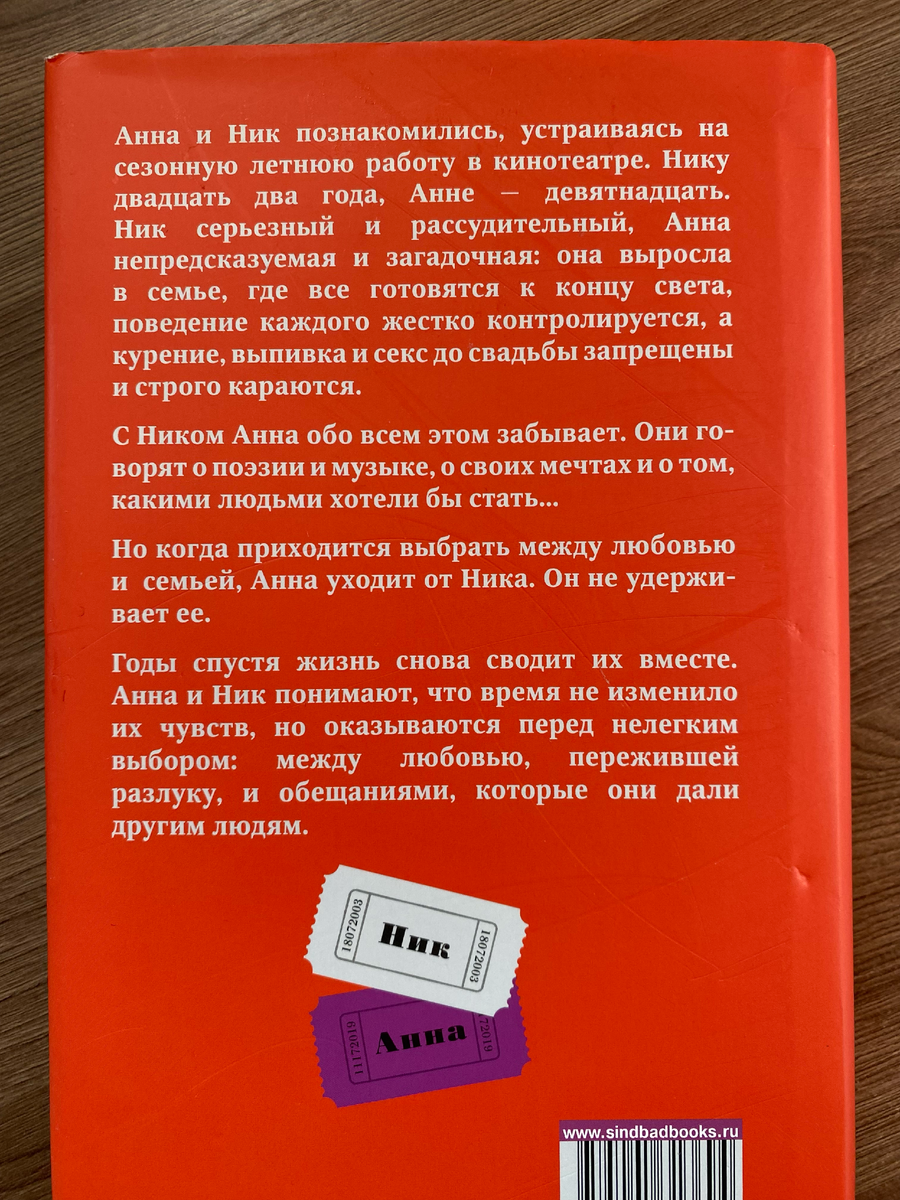 Анна и Ник познакомились, устраиваясь на
сезонную летнюю работу в кинотеатре. Нику
двадцать два года, Анне — девятнадцать.
Ник серьезный и рассудительный, Анна
непредсказуемая и загадочная: она выросла
в семье, где все готовятся к концу света,
поведение каждого жестко контролируется, а
курение, выпивка и секс до свадьбы запрещены
и строго караются.
С Ником Анна обо всем этом забывает. Они го-
ворят о поэзии и музыке, о своих мечтах и о том,
какими людьми хотели бы стать...
Но когда приходится выбрать между любовью
и семьей, Анна уходит от Ника. Он не удержи-
вает ее.
Годы спустя жизнь снова сводит их вместе.
Анна и Ник понимают, что время не изменило
их чувств, но оказываются перед нелегким
выбором: между любовью, пережившей
разлуку, и обещаниями, которые они дали
другим людям.
18072003
Ник
18072003
11172019
Анна
172019
www.sindbadbooks.ru